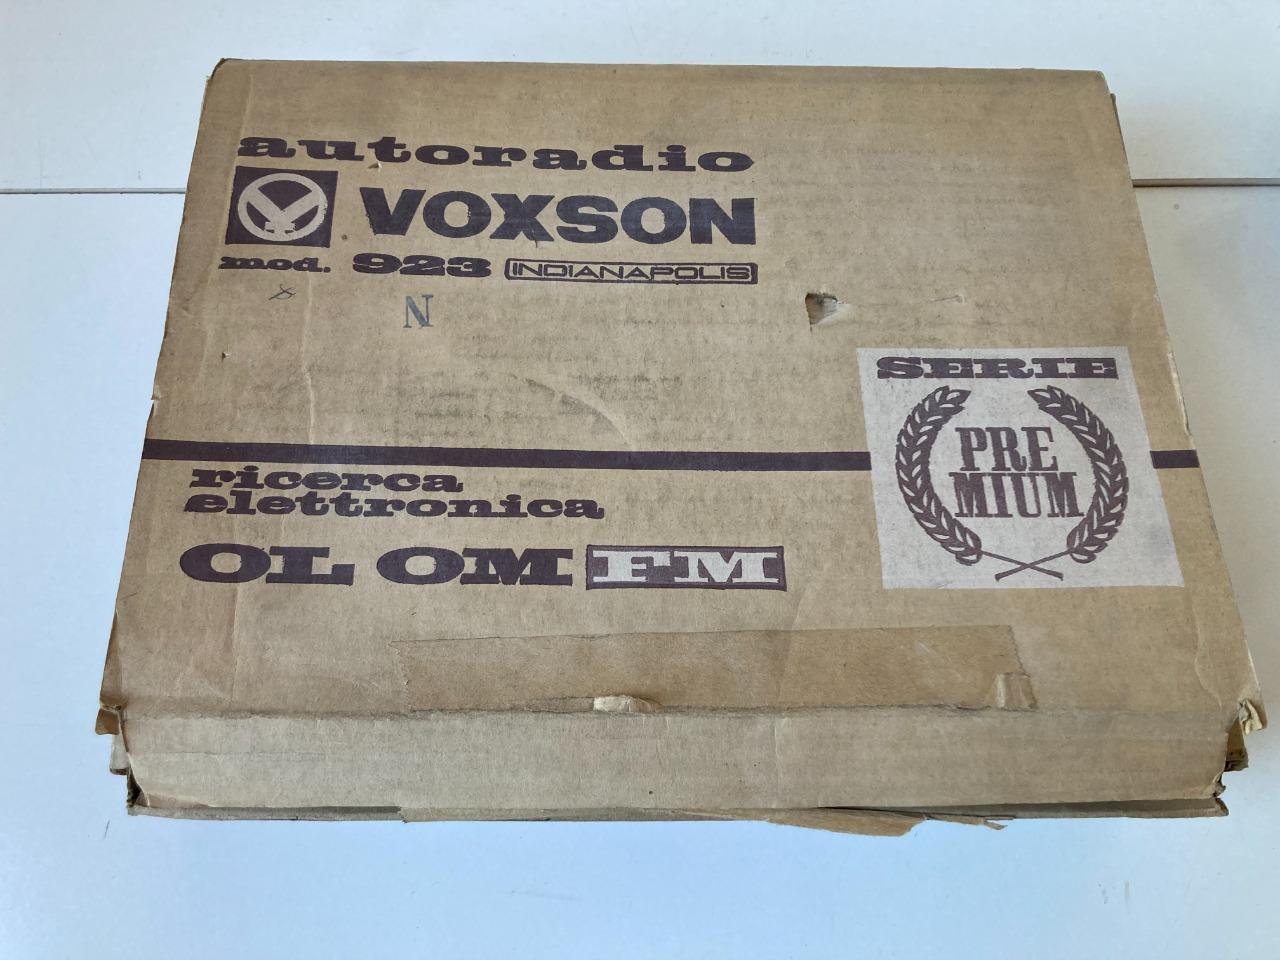 autoradio
VOXSON
mod. 923 INDIANAPOLIS
N
SERIE
PRE
MIUM
ricerca
elettronica
OL OM FM